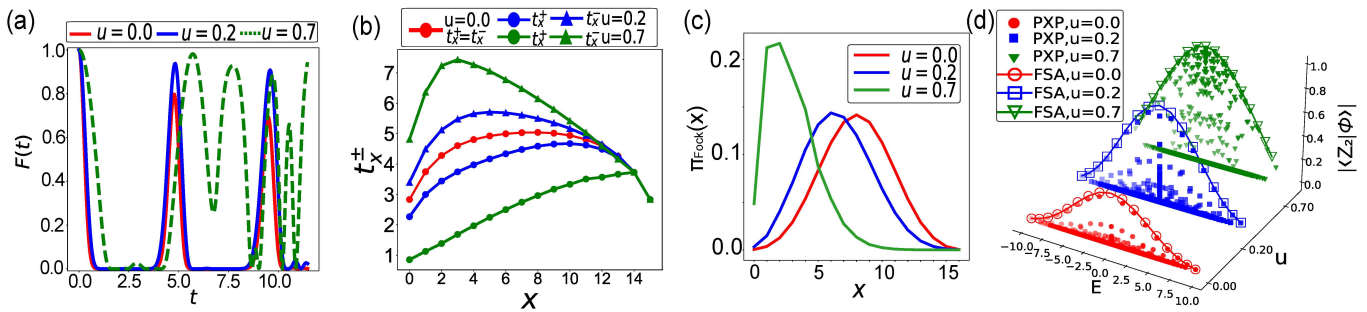 (a)
u = 0.0 u = 0.2 u = 0.7
1.0
0.8
0.6
0.4
0.2
0.0
F(t)
0.0 5.0 10.0
t
(b)
u=0.0 t_x^+ t_x^- u=0.2
t_x^+=t_x^- t_x^+ t_x^- u=0.7
7
6
5
4
3
2
1
t_x^±
0 2 4 6 8 10 12 14
x
(c)
u = 0.0
u = 0.2
u = 0.7
0.2
0.1
0.0
Π_Fock(x)
0 5 10 15
x
(d)
PXP,u=0.0
PXP,u=0.2
PXP,u=0.7
FSA,u=0.0
FSA,u=0.2
FSA,u=0.7
1.0
0.8
0.6
0.4
0.2
0.0
|⟨Z₂|ϕ⟩|
0.70
0.20
0.00
u
−10.0 −7.5 −5.0 −2.5 0.0 2.5 5.0 7.5 10.0
E